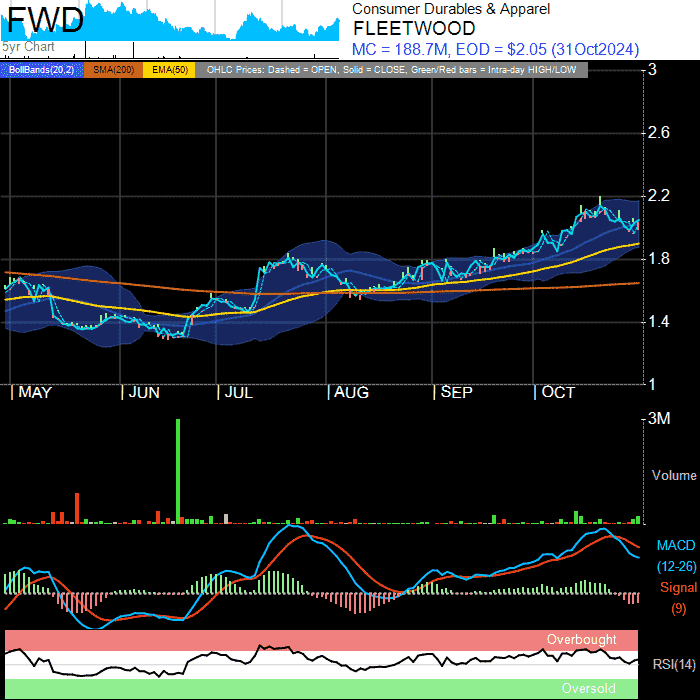 FWD
5yr Chart
Consumer Durables & Apparel
FLEETWOOD
MC = 188.7M, EOD = $2.05 (31Oct2024)
BollBands(20,2) SMA(200) EMA(50) OHLC Prices: Dashed = OPEN, Solid = CLOSE, Green/Red bars = Intra-day HIGH/LOW
3
2.6
2.2
1.8
1.4
1
MAY JUN JUL AUG SEP OCT
3M
Volume
MACD
(12-26)
Signal
(9)
Overbought
RSI(14)
Oversold